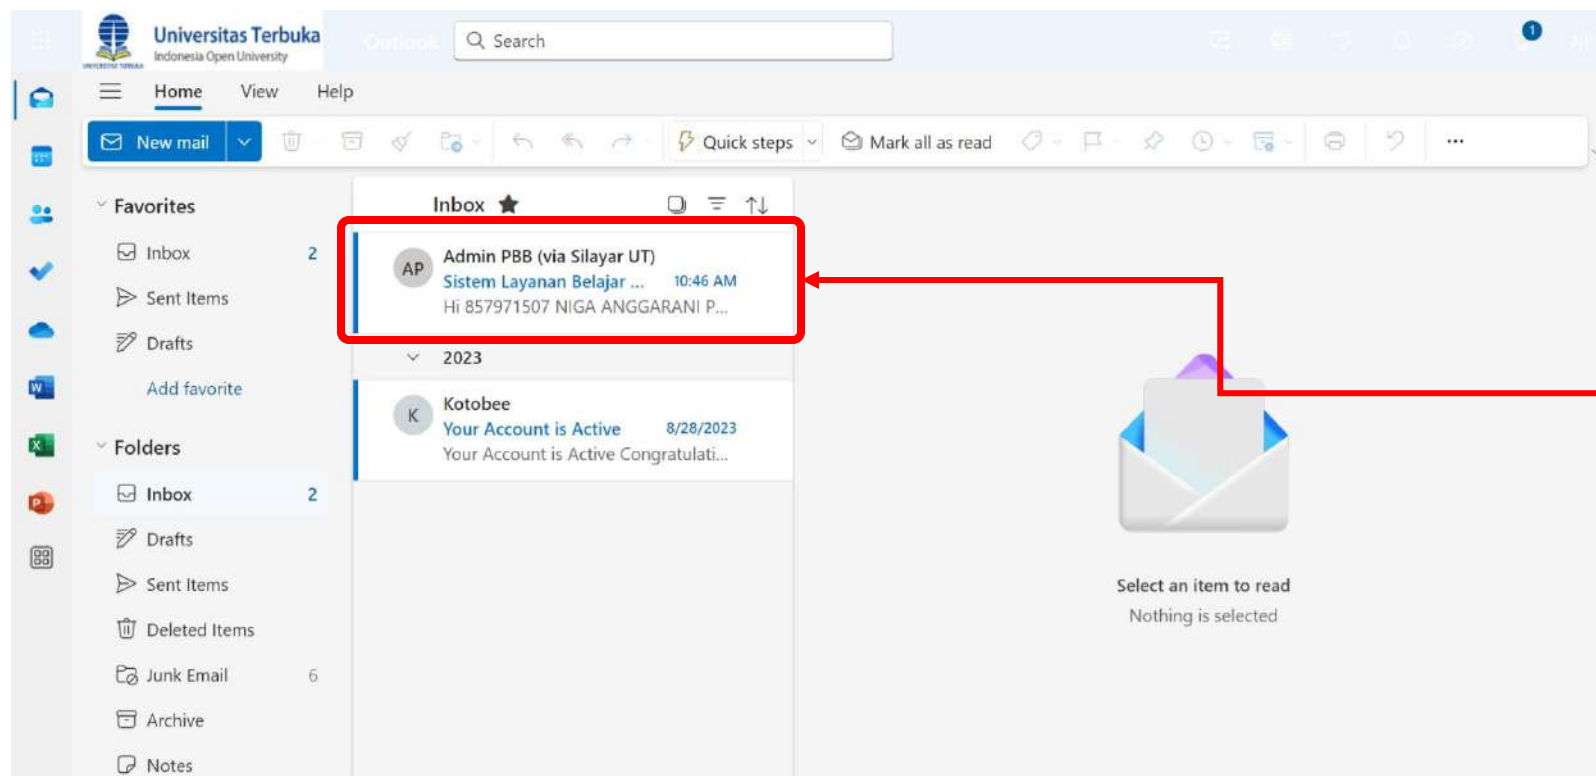 Universitas Terbuka
Indonesia Open University
UNIVERSITAS TERBUKA
Outlook
Search
1
Home View Help
New mail
Quick steps
Mark all as read
...
Favorites
Inbox 2
Sent Items
Drafts
Add favorite
Folders
Inbox 2
Drafts
Sent Items
Deleted Items
Junk Email 6
Archive
Notes
Inbox
AP
Admin PBB (via Silayar UT)
Sistem Layanan Belajar ... 10:46 AM
Hi 857971507 NIGA ANGGARANI P...
2023
K
Kotobee
Your Account is Active 8/28/2023
Your Account is Active Congratulati...
Select an item to read
Nothing is selected